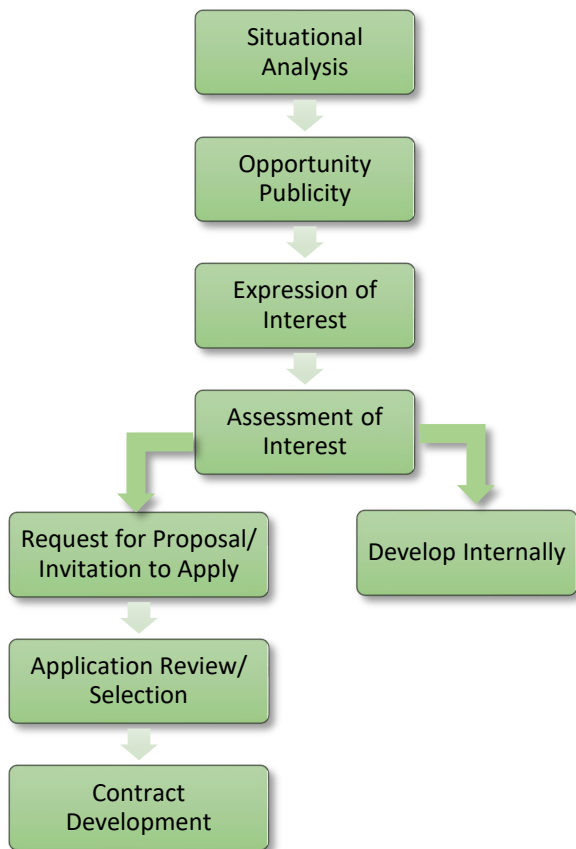 Situational
Analysis
Opportunity
Publicity
Expression of
Interest
Assessment of
Interest
Request for Proposal/
Invitation to Apply
Develop Internally
Application Review/
Selection
Contract
Development